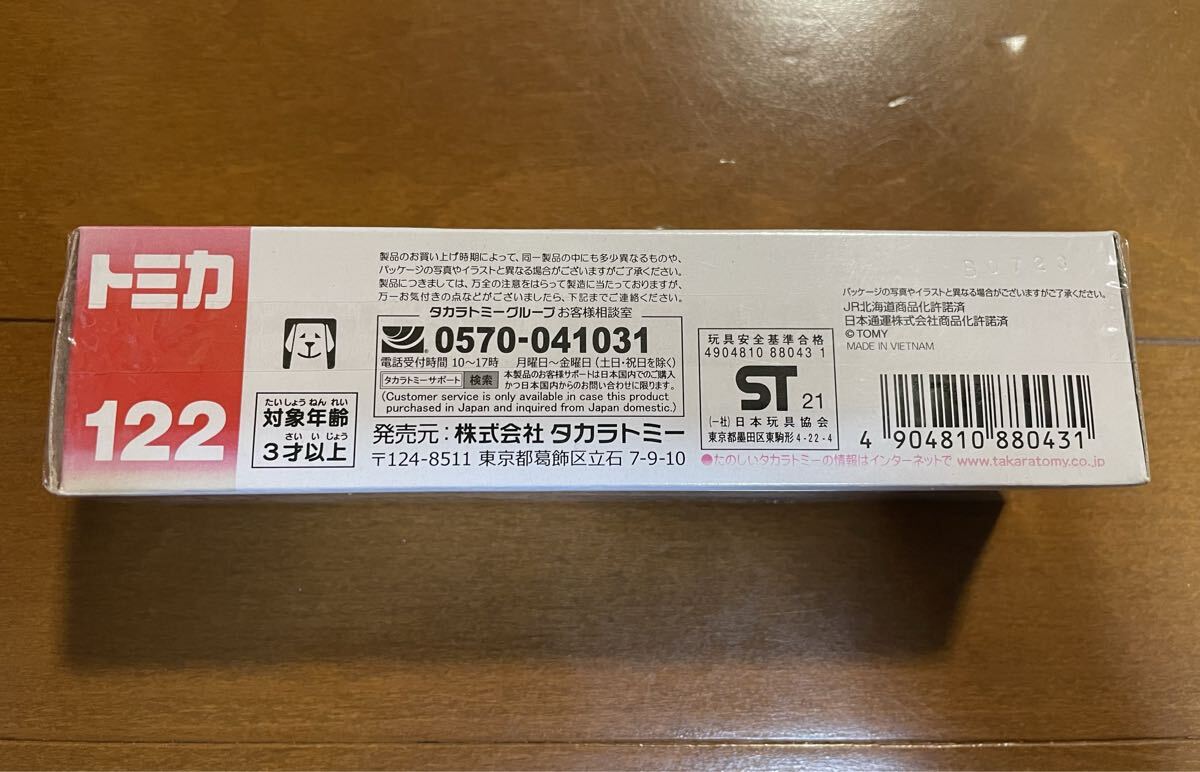 トミカ
122
たいしょう ねん れい
対象年齢
さい い じょう
3才以上
製品のお買い上げ時期によって、同一製品の中にも多少異なるものや、
パッケージの写真やイラストと異なる場合がございますがご了承ください。
製品につきましては、万全の注意をはらって製造に当たっておりますが、
万一お気付きの点などがございましたら、下記までご連絡ください。
タカラトミーグループ お客様相談室
0570-041031
電話受付時間 10〜17時 月曜日〜金曜日(土日・祝日を除く)
タカラトミーサポート 検索 本製品のお客様サポートは日本国内でのご購入
かつ日本国内からのお問い合わせに限ります。
(Customer service is only available in case this product
purchased in Japan and inquired from Japan domestic.)
発売元:株式会社 タカラトミー
〒124-8511 東京都葛飾区立石 7-9-10
玩具安全基準合格
4904810 88043 1
ST 21
(一社)日本玩具協会
東京都墨田区東駒形4-22-4
パッケージの写真やイラストと異なる場合がございますがご了承ください。
JR北海道商品化許諾済
日本通運株式会社商品化許諾済
© TOMY
MADE IN VIETNAM
4 904810 880431
●たのしいタカラトミーの情報はインターネットで www.takaratomy.co.jp